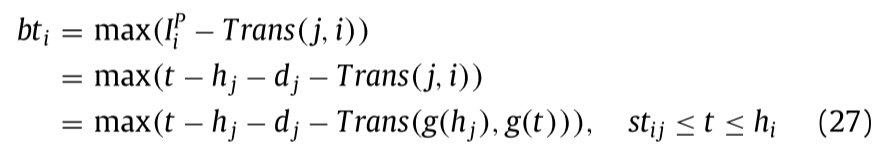 bt_i = max(I_i^P − Trans(j, i))
= max(t − h_j − d_j − Trans(j, i))
= max(t − h_j − d_j − Trans(g(h_j), g(t))), st_ij ≤ t ≤ h_i (27)